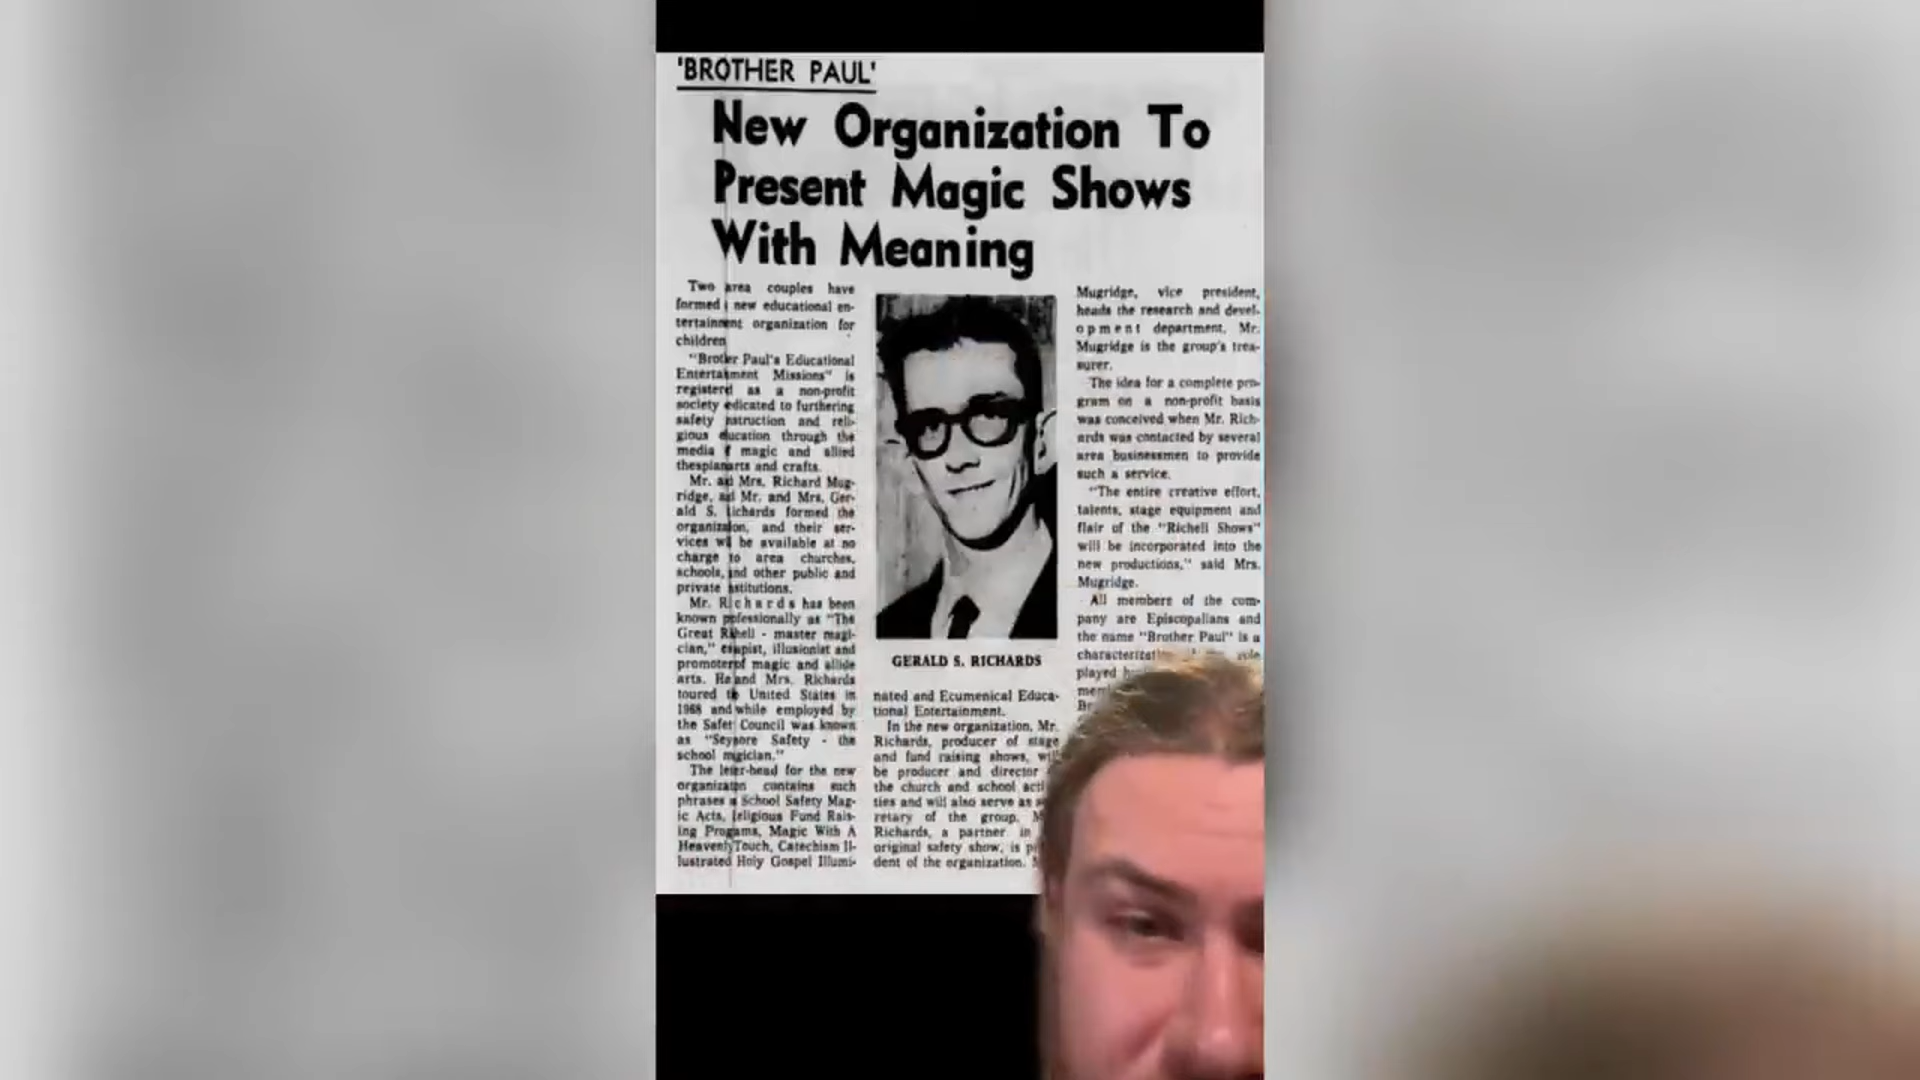 'BROTHER PAUL'
New Organization To
Present Magic Shows
With Meaning
Two area couples have
formed new educational en-
tertainment organization for
children
"Brother Paul's Educational
Entertainment Missions" is
registered as a non-profit
society edicated to furthering
safety nstruction and reli-
gious ducation through the
media f magic and allied
thespian arts and crafts.
Mr. and Mrs. Richard Mug-
ridge, and Mr. and Mrs. Ger-
ald S. Richards formed the
organization, and their ser-
vices will be available at no
charge to area churches,
schools, and other public and
private nstitutions.
Mr. Richards has been
known professionally as "The
Great Richell - master magi-
cian," escapist, illusionist and
promoter of magic and allide
arts. He and Mrs. Richards
toured the United States in
1968 and while employed by
the Safety Council was known
as "Seymore Safety - the
school magician."
The letter-head for the new
organization contains such
phrases a School Safety Mag-
ic Acts, Religious Fund Rais-
ing Programs, Magic With A
Heavenly Touch, Catechism Il-
lustrated Holy Gospel Illumi-
GERALD S. RICHARDS
nated and Ecumenical Educa-
tional Entertainment.
In the new organization, Mr.
Richards, producer of stage
and fund raising shows, will
be producer and director
the church and school acti
ties and will also serve as
retary of the group. M
Richards, a partner in
original safety show, is p
dent of the organization.
Mugridge, vice president,
heads the research and devel-
opment department. Mr.
Mugridge is the group's trea-
surer.
The idea for a complete pro-
gram on a non-profit basis
was conceived when Mr. Rich-
ards was contacted by several
area businessmen to provide
such a service.
"The entire creative effort,
talents, stage equipment and
flair of the "Richell Shows"
will be incorporated into the
new productions," said Mrs.
Mugridge.
All members of the com-
pany are Episcopalians and
the name "Brother Paul" is a
role
played
mem
Br